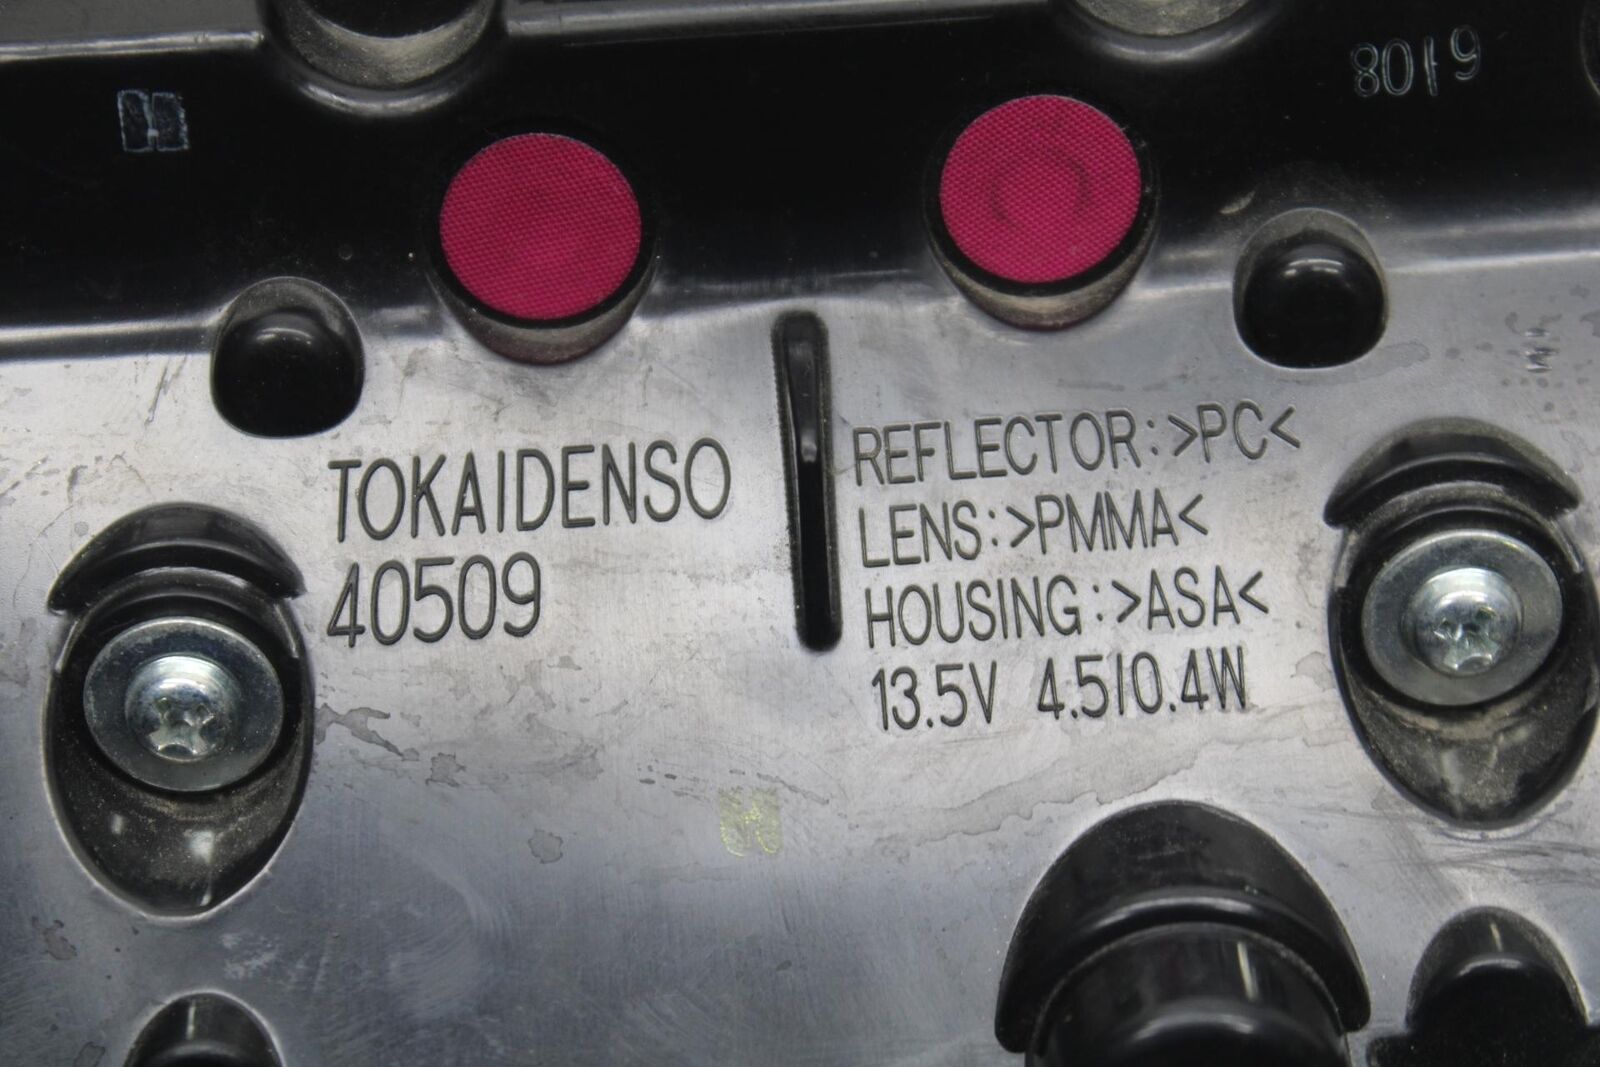 8019
TOKAIDENSO
40509
REFLECTOR:>PC<
LENS:>PMMA<
HOUSING:>ASA<
13.5V 4.5/0.4W